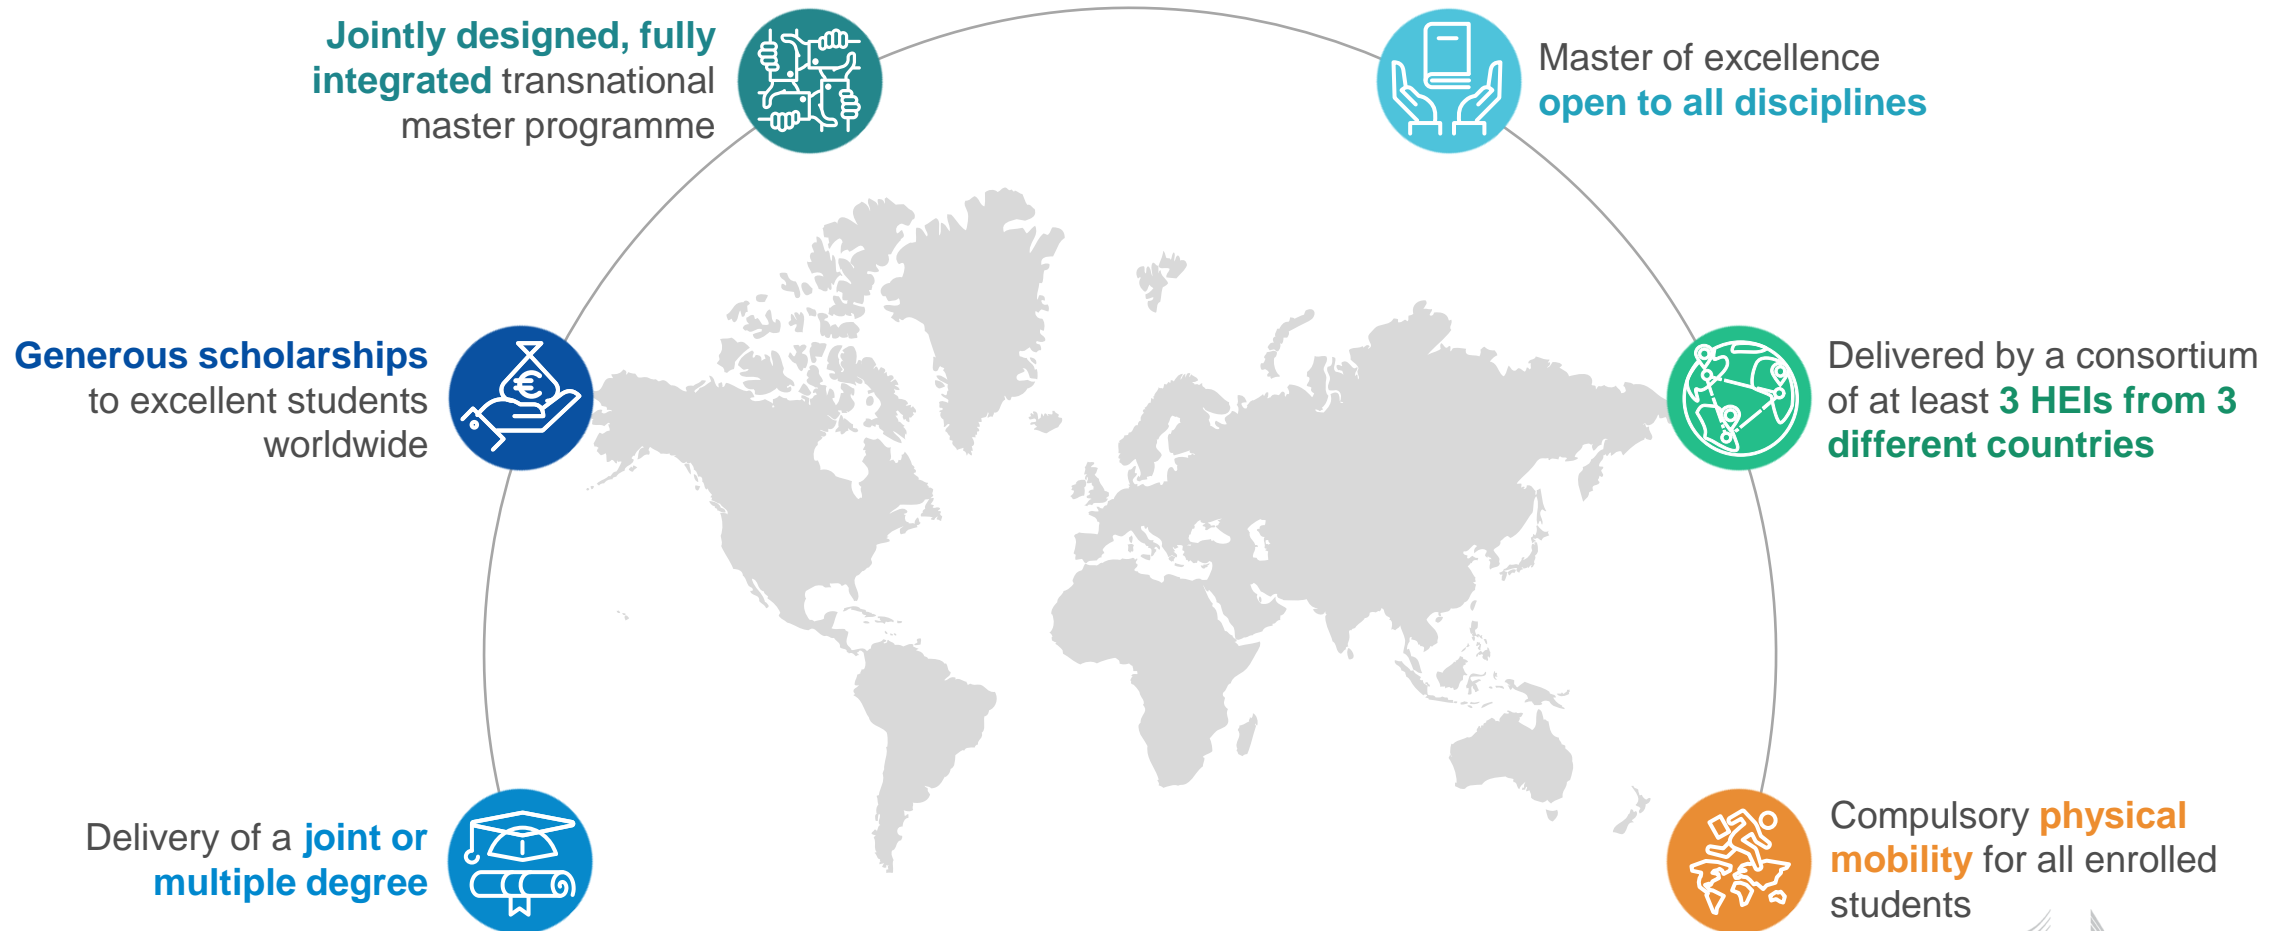 Jointly designed, fully
integrated transnational
master programme
Master of excellence
open to all disciplines
Generous scholarships
to excellent students
worldwide
€
Delivered by a consortium
of at least 3 HEIs from 3
different countries
Delivery of a joint or
multiple degree
Compulsory physical
mobility for all enrolled
students